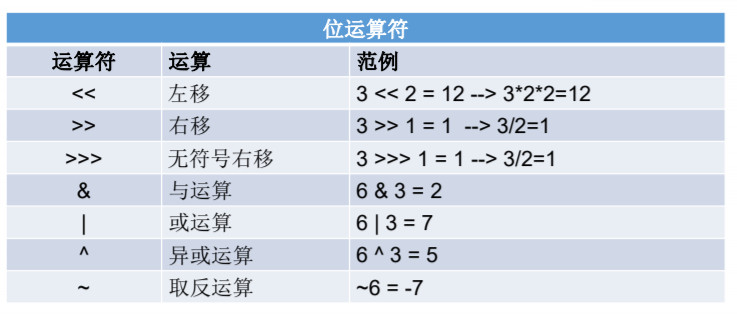 位运算符
运算符 运算 范例
<< 左移 3 << 2 = 12 --> 3*2*2=12
>> 右移 3 >> 1 = 1 --> 3/2=1
>>> 无符号右移 3 >>> 1 = 1 --> 3/2=1
& 与运算 6 & 3 = 2
| 或运算 6 | 3 = 7
^ 异或运算 6 ^ 3 = 5
~ 取反运算 ~6 = -7